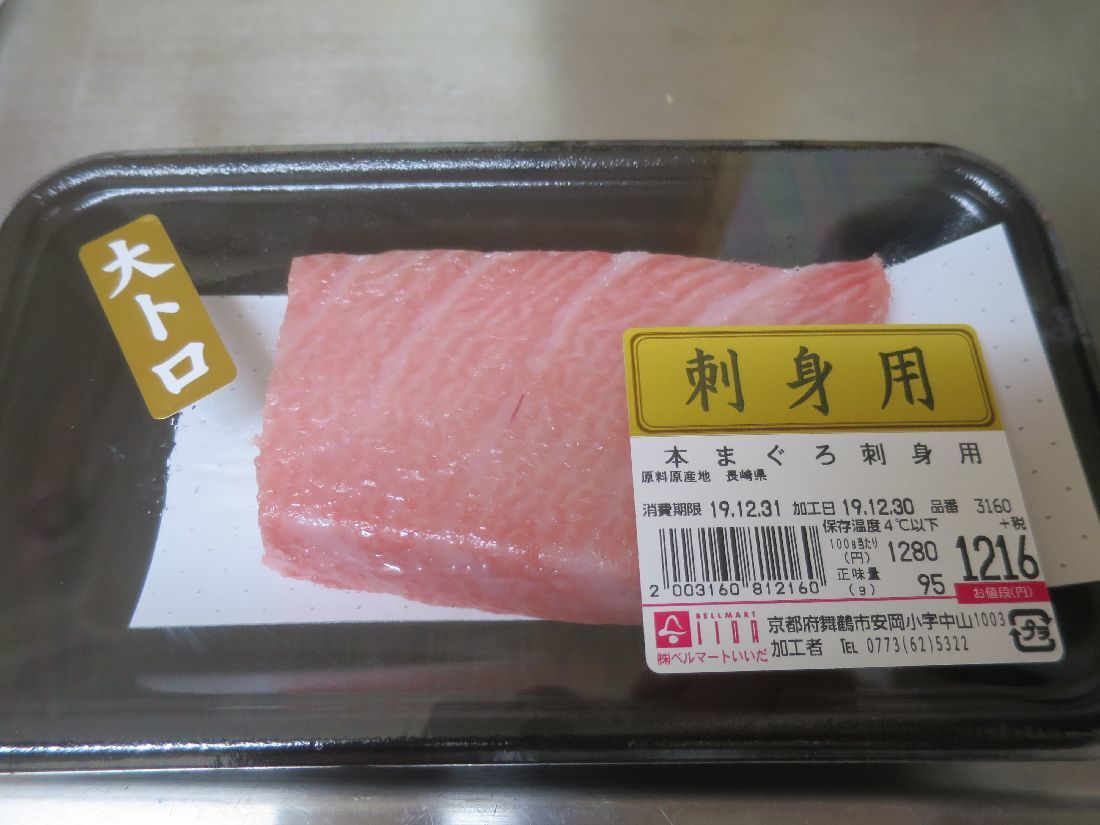 大トロ
刺身用
本まぐろ刺身用
原料原産地 長崎県
消費期限 19.12.31 加工日 19.12.30 品番 3160
保存温度4℃以下 +税
100g当たり(円) 1280 1216
正味量(g) 95 お値段(円)
2 003160 812160
BELLMART
IIDA 京都府舞鶴市安岡小字中山1003
㈱ベルマートいいだ 加工者 TEL 0773(62)5322
プラ